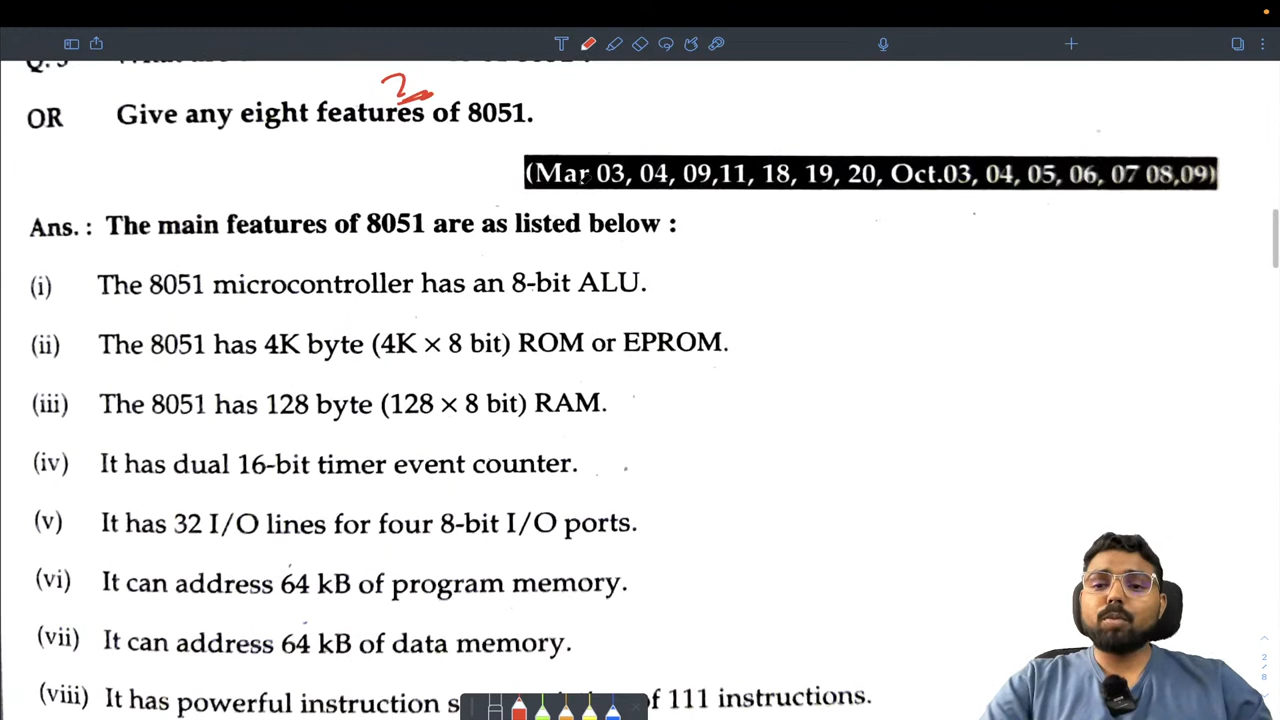 OR Give any eight features of 8051.
(Mar 03, 04, 09,11, 18, 19, 20, Oct.03, 04, 05, 06, 07 08,09)
Ans. : The main features of 8051 are as listed below :
(i) The 8051 microcontroller has an 8-bit ALU.
(ii) The 8051 has 4K byte (4K × 8 bit) ROM or EPROM.
(iii) The 8051 has 128 byte (128 × 8 bit) RAM.
(iv) It has dual 16-bit timer event counter.
(v) It has 32 I/O lines for four 8-bit I/O ports.
(vi) It can address 64 kB of program memory.
(vii) It can address 64 kB of data memory.
(viii) It has powerful instruction of 111 instructions.
2/8